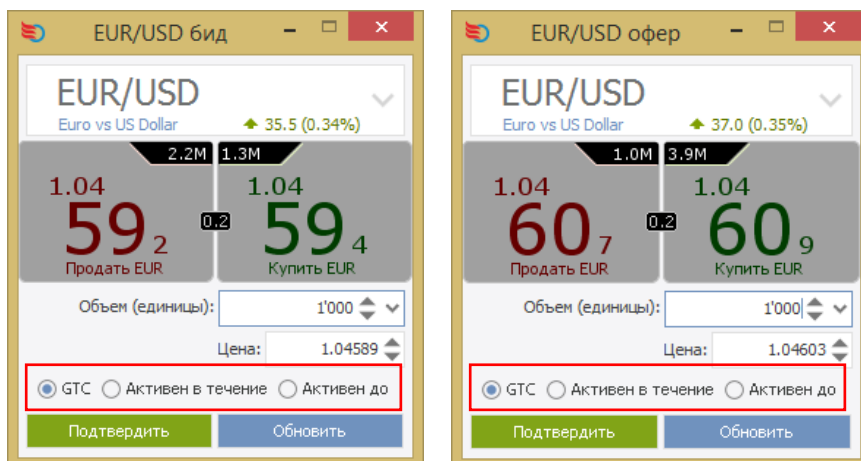 EUR/USD бид
EUR/USD
Euro vs US Dollar 35.5 (0.34%)
2.2M 1.3M
1.04 1.04
59 2 0.2 59 4
Продать EUR Купить EUR
Объем (единицы): 1'000
Цена: 1.04589
GTC Активен в течение Активен до
Подтвердить Обновить
EUR/USD офер
EUR/USD
Euro vs US Dollar 37.0 (0.35%)
1.0M 3.9M
1.04 1.04
60 7 0.2 60 9
Продать EUR Купить EUR
Объем (единицы): 1'000
Цена: 1.04603
GTC Активен в течение Активен до
Подтвердить Обновить